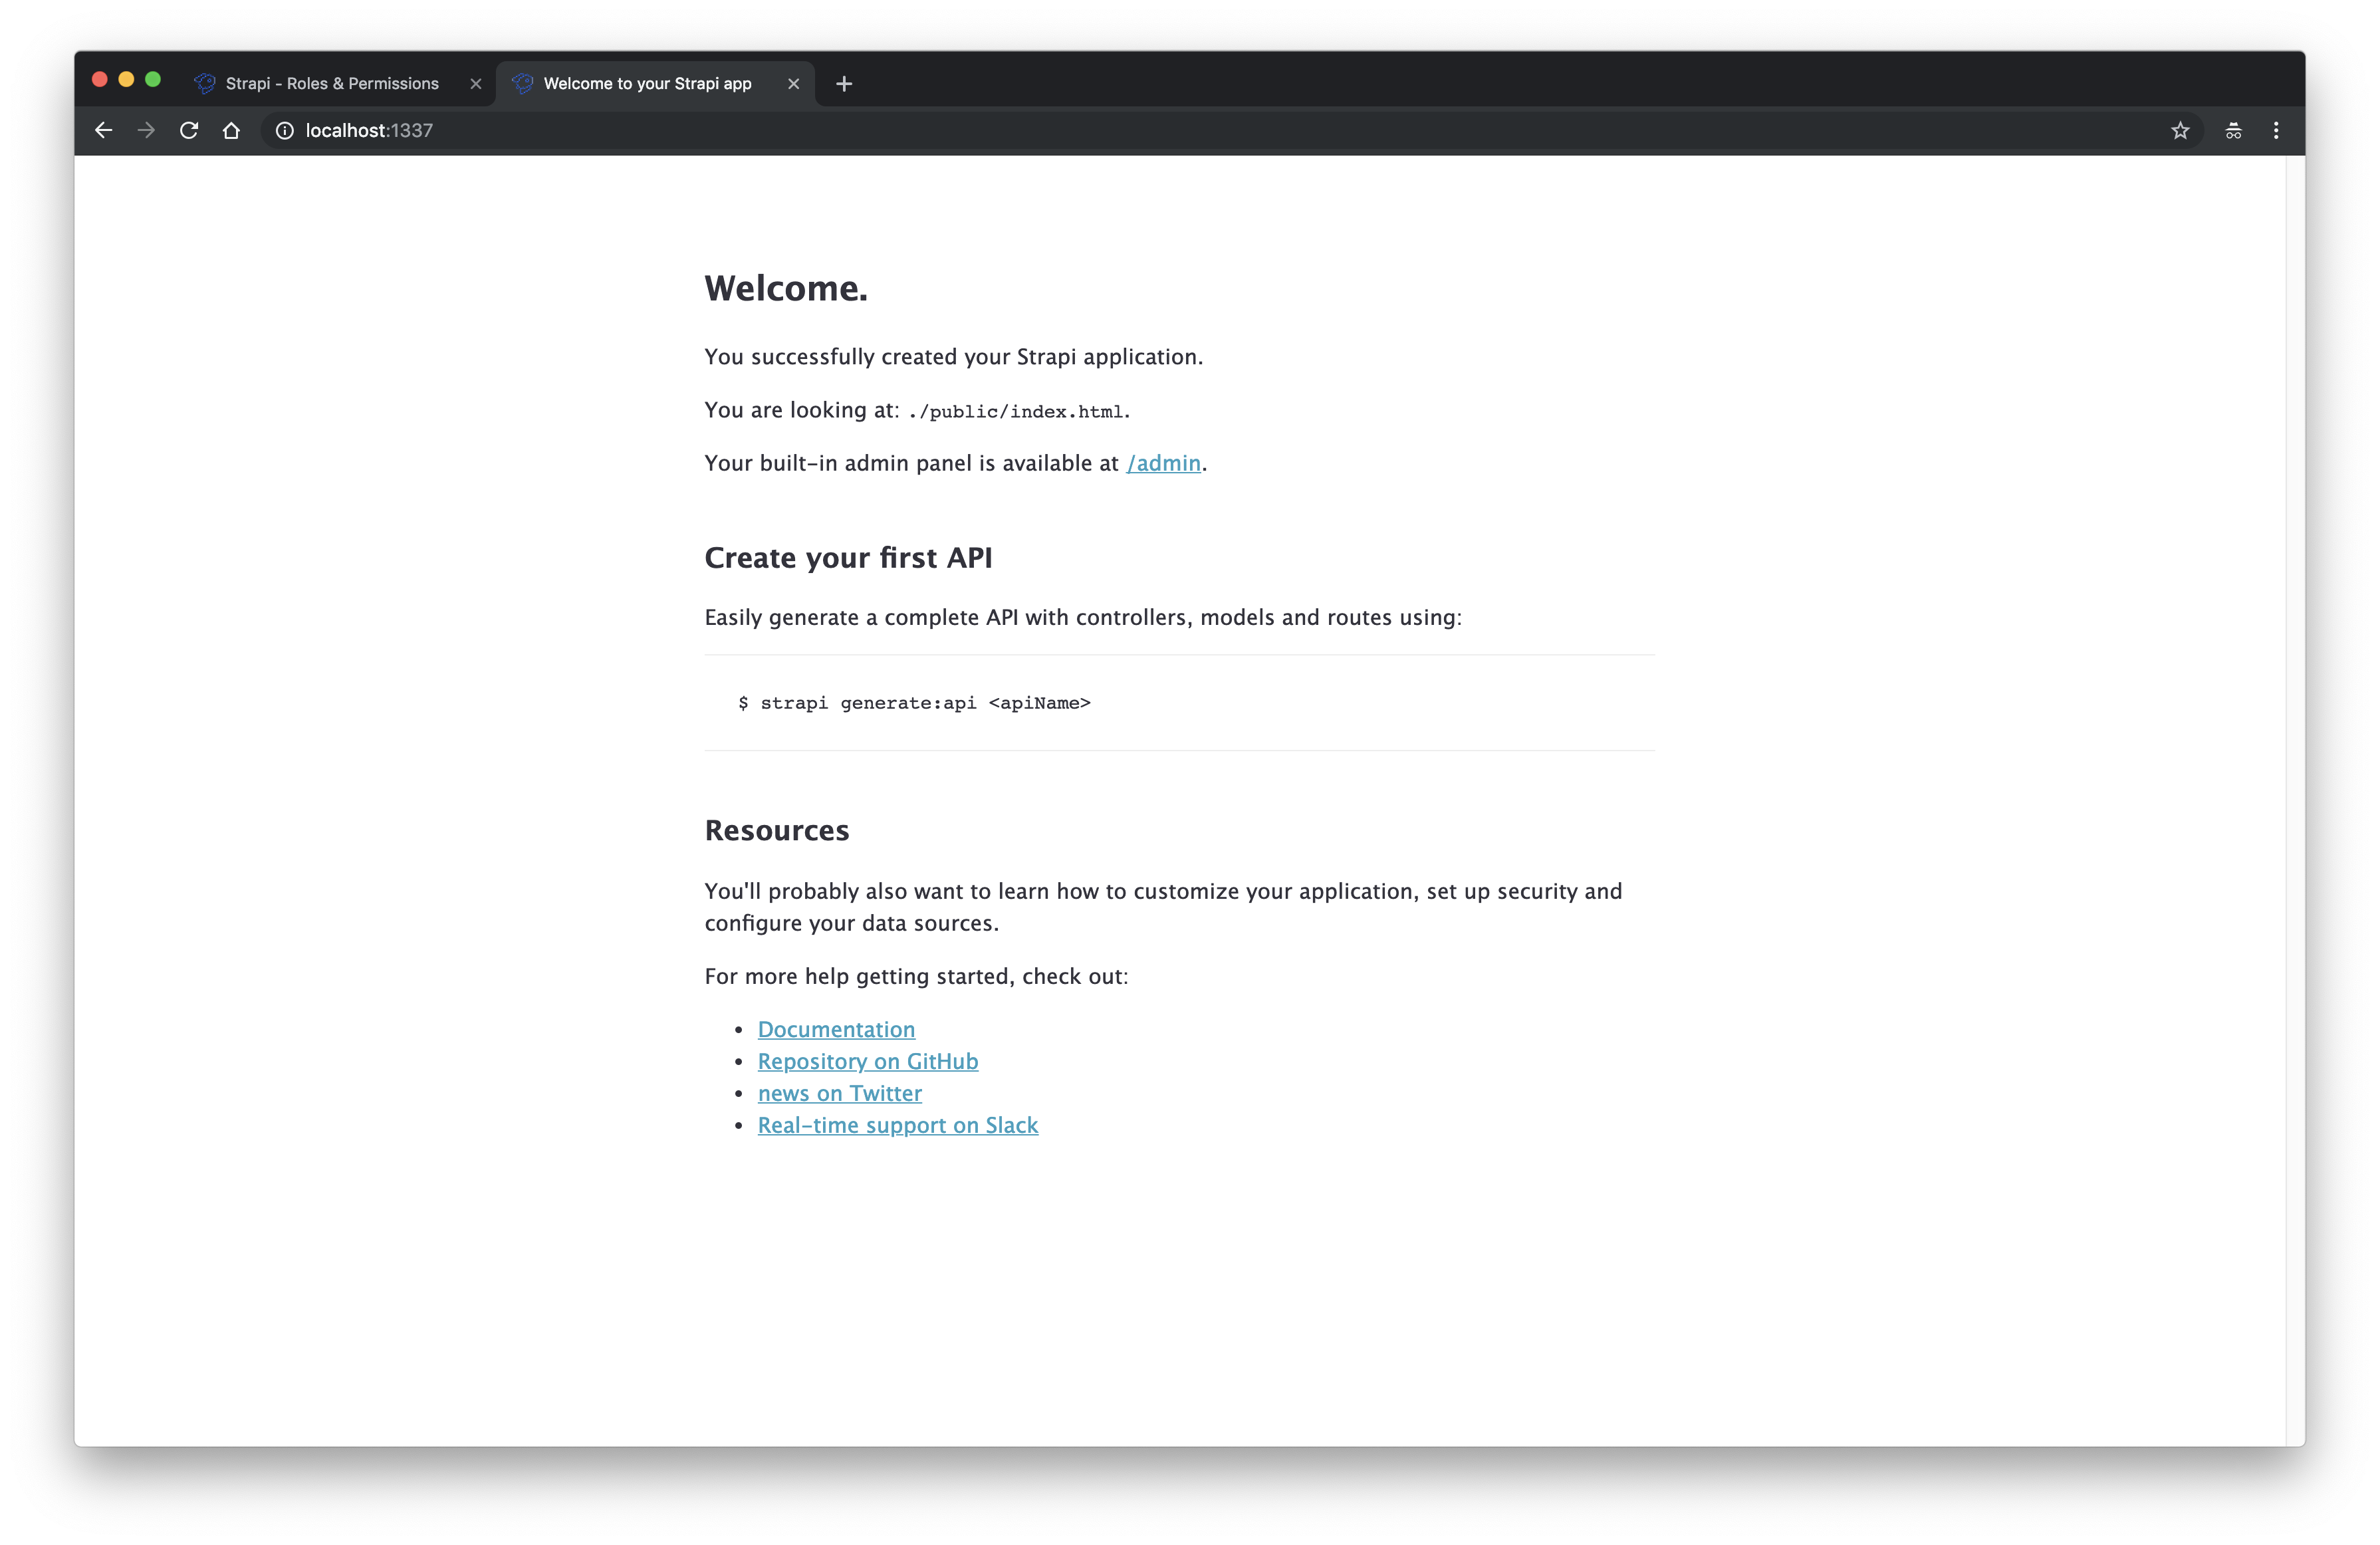 Strapi - Roles & Permissions
Welcome to your Strapi app
localhost:1337
Welcome.
You successfully created your Strapi application.
You are looking at: ./public/index.html.
Your built-in admin panel is available at /admin.
Create your first API
Easily generate a complete API with controllers, models and routes using:
$ strapi generate:api <apiName>
Resources
You'll probably also want to learn how to customize your application, set up security and
configure your data sources.
For more help getting started, check out:
• Documentation
• Repository on GitHub
• news on Twitter
• Real-time support on Slack